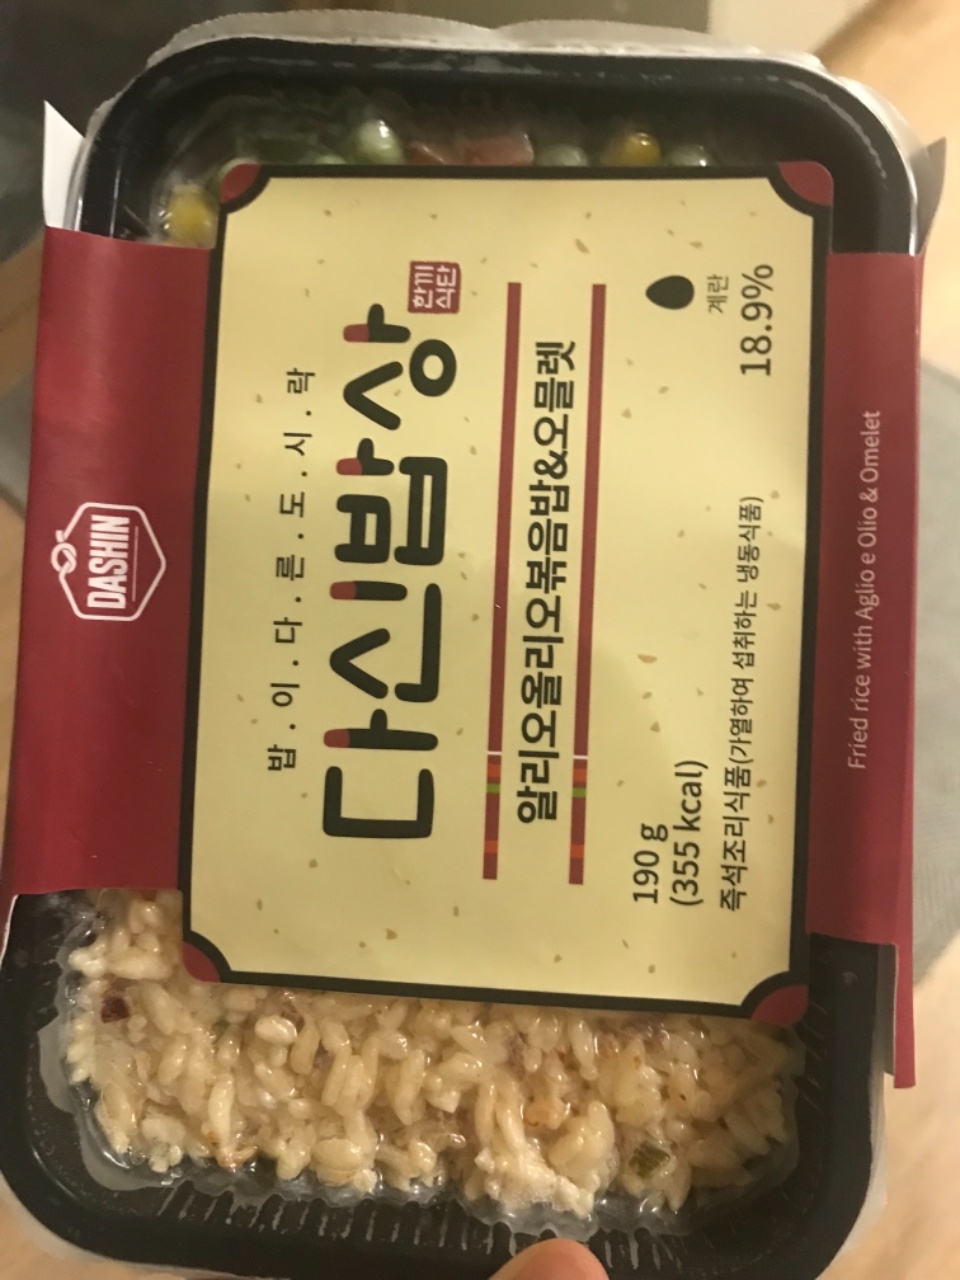 DASHIN
밥.이.다.른.도.시.락
다신밥상
한끼
식단
알리오올리오볶음밥&오믈렛
190 g
(355 kcal)
즉석조리식품(가열하여 섭취하는 냉동식품)
계란
18.9%
Fried rice with Aglio e Olio & Omelet